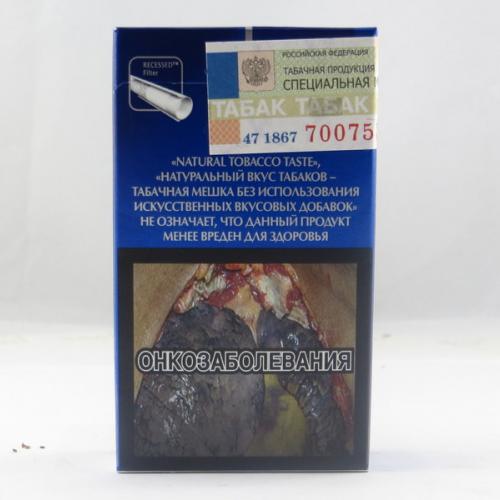 RECESSED™
Filter
РОССИЙСКАЯ ФЕДЕРАЦИЯ
ТАБАЧНАЯ ПРОДУКЦИЯ
СПЕЦИАЛЬНАЯ
ТАБАК ТАБАК
47 1867 70075
«NATURAL TOBACCO TASTE»,
«НАТУРАЛЬНЫЙ ВКУС ТАБАКОВ –
ТАБАЧНАЯ МЕШКА БЕЗ ИСПОЛЬЗОВАНИЯ
ИСКУССТВЕННЫХ ВКУСОВЫХ ДОБАВОК»
НЕ ОЗНАЧАЕТ, ЧТО ДАННЫЙ ПРОДУКТ
МЕНЕЕ ВРЕДЕН ДЛЯ ЗДОРОВЬЯ
ОНКОЗАБОЛЕВАНИЯ